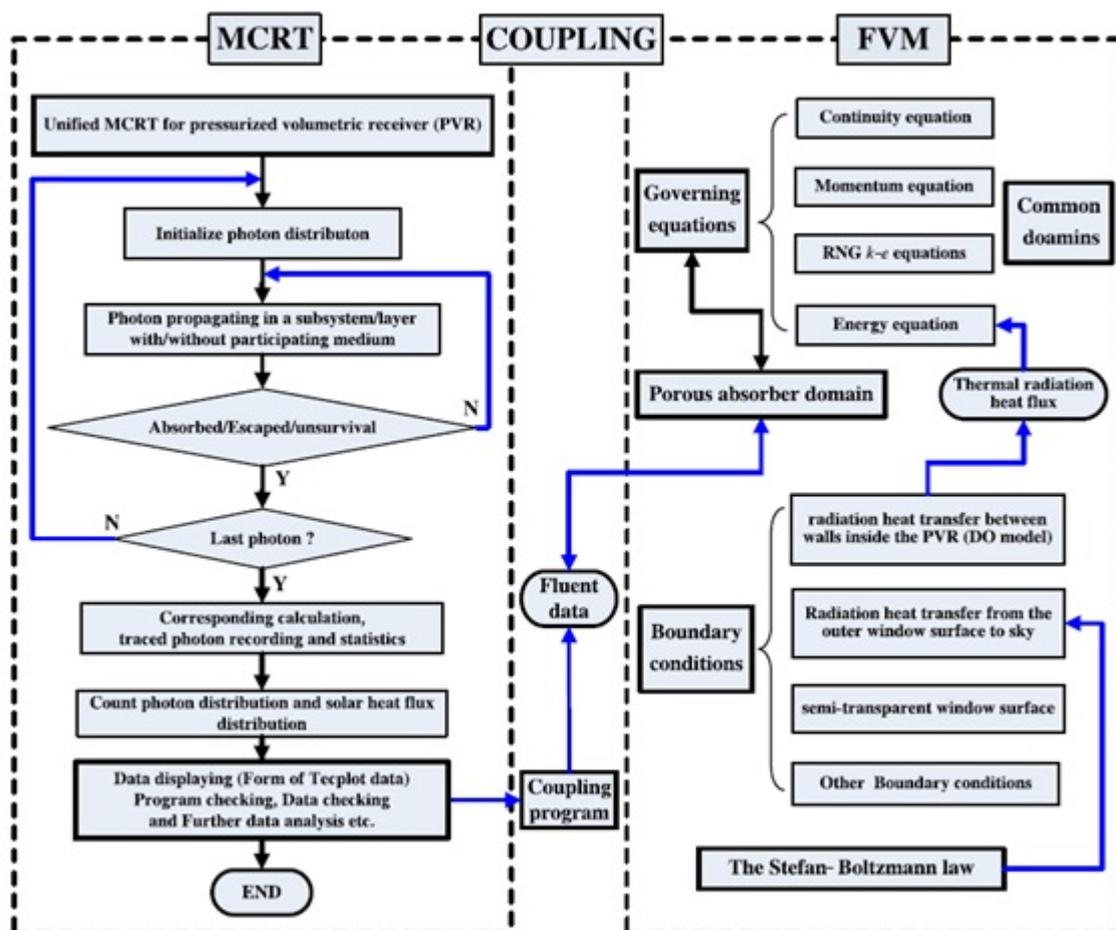 MCRT
COUPLING
FVM
Unified MCRT for pressurized volumetric receiver (PVR)
Initialize photon distributon
Photon propagating in a subsystem/layer
with/without participating medium
Absorbed/Escaped/unsurvival
N
Y
Last photon ?
N
Y
Corresponding calculation,
traced photon recording and statistics
Count photon distribution and solar heat flux
distribution
Data displaying (Form of Tecplot data)
Program checking, Data checking
and Further data analysis etc.
END
Fluent
data
Coupling
program
Continuity equation
Governing
equations
Momentum equation
Common
doamins
RNG k-e equations
Energy equation
Porous absorber domain
Thermal radiation
heat flux
radiation heat transfer between
walls inside the PVR (DO model)
Boundary
conditions
Radiation heat transfer from the
outer window surface to sky
semi-transparent window surface
Other Boundary conditions
The Stefan- Boltzmann law